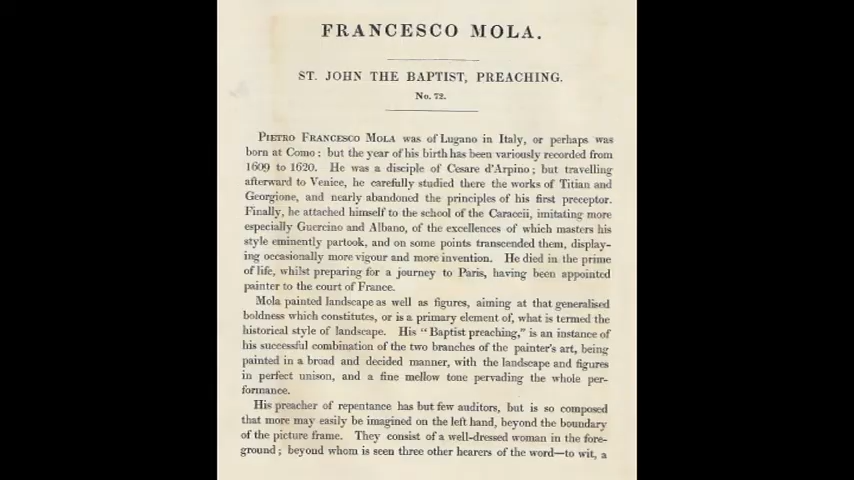 FRANCESCO MOLA.
ST. JOHN THE BAPTIST, PREACHING.
No. 72.
PIETRO FRANCESCO MOLA was of Lugano in Italy, or perhaps was
born at Como: but the year of his birth has been variously recorded from
1609 to 1620. He was a disciple of Cesare d'Arpino; but travelling
afterward to Venice, he carefully studied there the works of Titian and
Georgione, and nearly abandoned the principles of his first preceptor.
Finally, he attached himself to the school of the Caraccii, imitating more
especially Guercino and Albano, of the excellences of which masters his
style eminently partook, and on some points transcended them, display-
ing occasionally more vigour and more invention. He died in the prime
of life, whilst preparing for a journey to Paris, having been appointed
painter to the court of France.
Mola painted landscape as well as figures, aiming at that generalised
boldness which constitutes, or is a primary element of, what is termed the
historical style of landscape. His "Baptist preaching," is an instance of
his successful combination of the two branches of the painter's art, being
painted in a broad and decided manner, with the landscape and figures
in perfect unison, and a fine mellow tone pervading the whole per-
formance.
His preacher of repentance has but few auditors, but is so composed
that more may easily be imagined on the left hand, beyond the boundary
of the picture frame. They consist of a well-dressed woman in the fore-
ground; beyond whom is seen three other hearers of the word—to wit, a